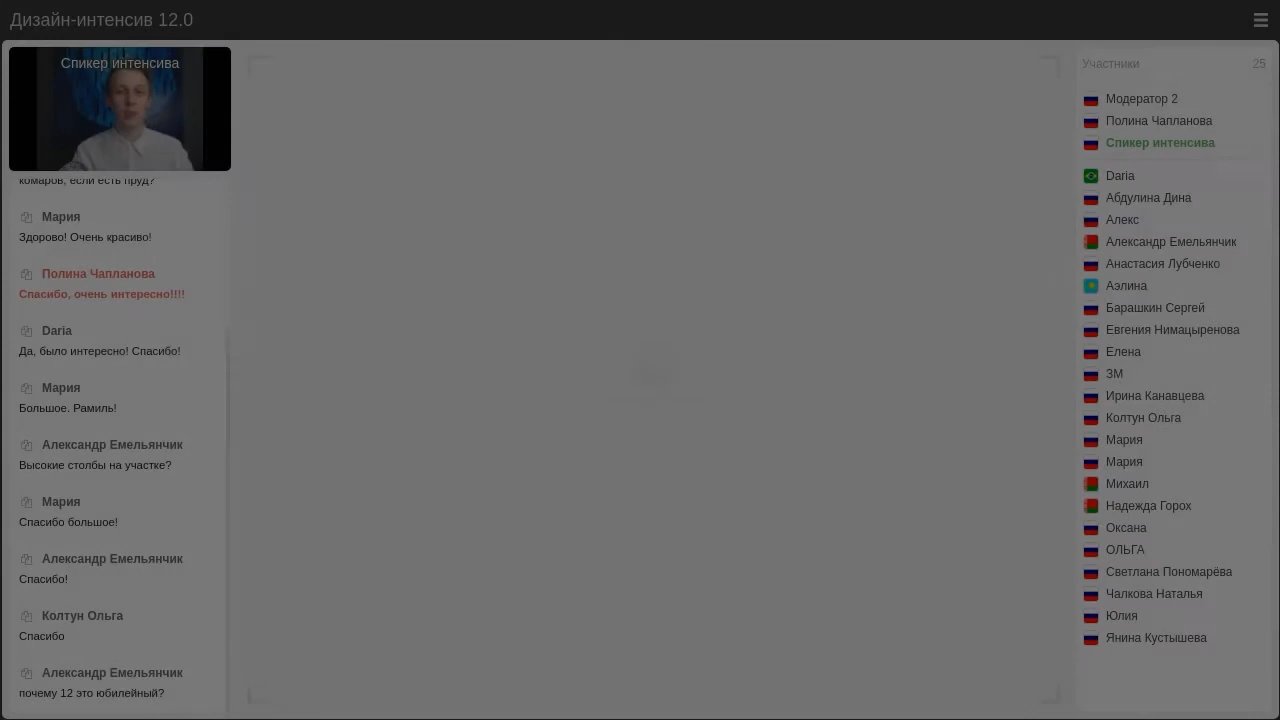 Дизайн-интенсив 12.0
Спикер интенсива
комаров, если есть пруд?
Мария
Здорово! Очень красиво!
Полина Чапланова
Спасибо, очень интересно!!!!
Daria
Да, было интересно! Спасибо!
Мария
Большое. Рамиль!
Александр Емельянчик
Высокие столбы на участке?
Мария
Спасибо большое!
Александр Емельянчик
Спасибо!
Колтун Ольга
Спасибо
Александр Емельянчик
почему 12 это юбилейный?
Участники 25
Модератор 2
Полина Чапланова
Спикер интенсива
Daria
Абдулина Дина
Алекс
Александр Емельянчик
Анастасия Лубченко
Аэлина
Барашкин Сергей
Евгения Нимацыренова
Елена
ЗМ
Ирина Канавцева
Колтун Ольга
Мария
Мария
Михаил
Надежда Горох
Оксана
ОЛЬГА
Светлана Пономарёва
Чалкова Наталья
Юлия
Янина Кустышева